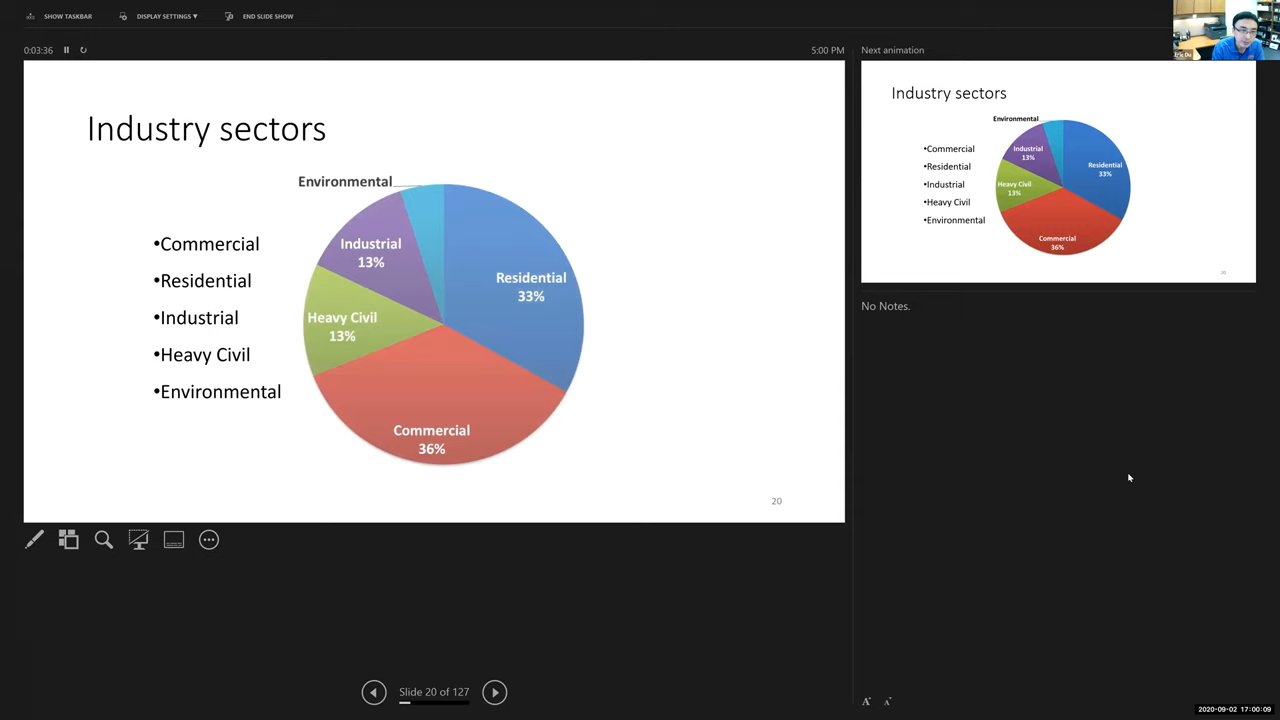 SHOW TASKBAR
DISPLAY SETTINGS ▼
END SLIDE SHOW
0:03:36
5:00 PM
Next animation
Eric Du
Industry sectors
•Commercial
•Residential
•Industrial
•Heavy Civil
•Environmental
Environmental
Industrial
13%
Residential
33%
Heavy Civil
13%
Commercial
36%
20
Industry sectors
•Commercial
•Residential
•Industrial
•Heavy Civil
•Environmental
Environmental
Industrial
13%
Residential
33%
Heavy Civil
13%
Commercial
36%
20
No Notes.
Slide 20 of 127
A
A
2020-09-02 17:00:09